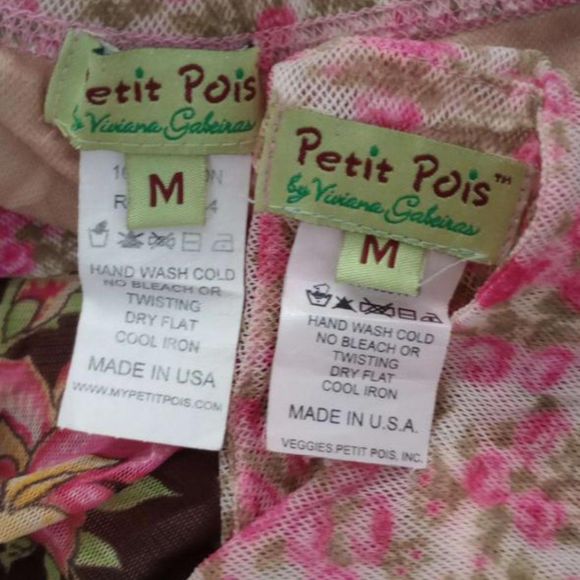 etit Pois
by Viviana Gabeiras
M
HAND WASH COLD
NO BLEACH OR
TWISTING
DRY FLAT
COOL IRON
MADE IN USA
WWW.MYPETITPOIS.COM
Petit Pois™
by Viviana Gabeiras
M
HAND WASH COLD
NO BLEACH OR
TWISTING
DRY FLAT
COOL IRON
MADE IN U.S.A.
VEGGIES.PETIT POIS, INC.